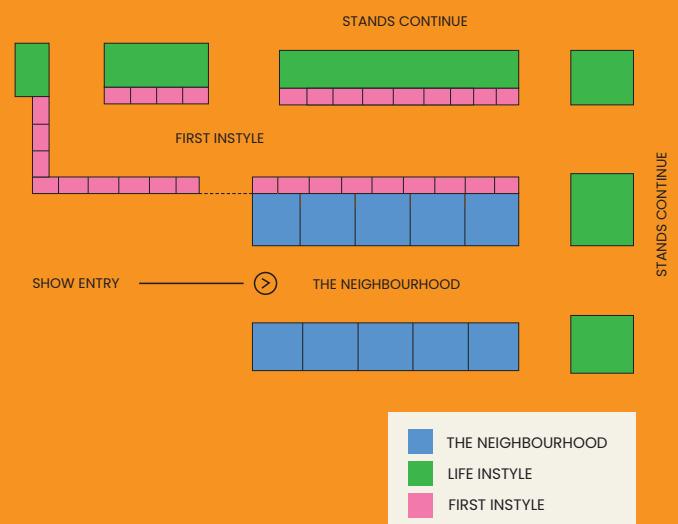 STANDS CONTINUE
FIRST INSTYLE
STANDS CONTINUE
SHOW ENTRY
THE NEIGHBOURHOOD
THE NEIGHBOURHOOD
LIFE INSTYLE
FIRST INSTYLE